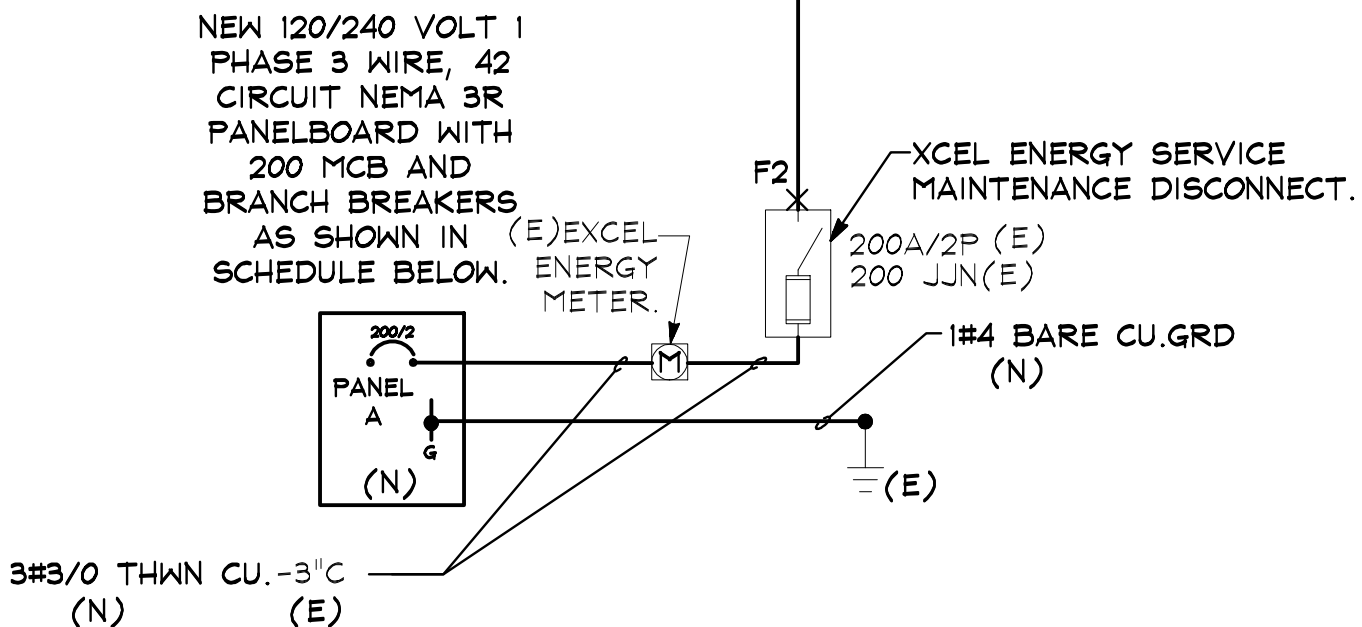 NEW 120/240 VOLT 1
PHASE 3 WIRE, 42
CIRCUIT NEMA 3R
PANELBOARD WITH
200 MCB AND
BRANCH BREAKERS
AS SHOWN IN
SCHEDULE BELOW.
(E)EXCEL
ENERGY
METER.
F2
XCEL ENERGY SERVICE
MAINTENANCE DISCONNECT.
200A/2P (E)
200 JJN(E)
200/2
PANEL
A
G
(N)
M
1#4 BARE CU.GRD
(N)
(E)
3#3/0 THWN CU.-3"C
(N) (E)